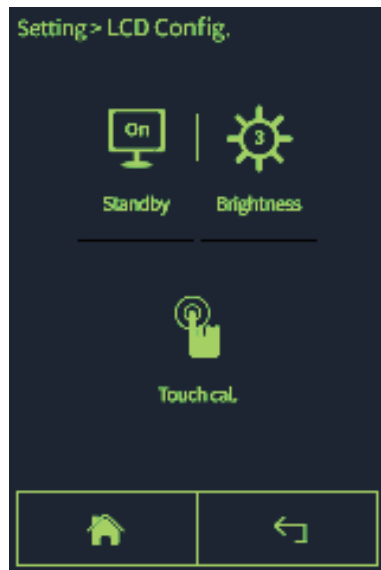 Setting > LCD Config.
On
3
Standby
Brightness
Touch cal.